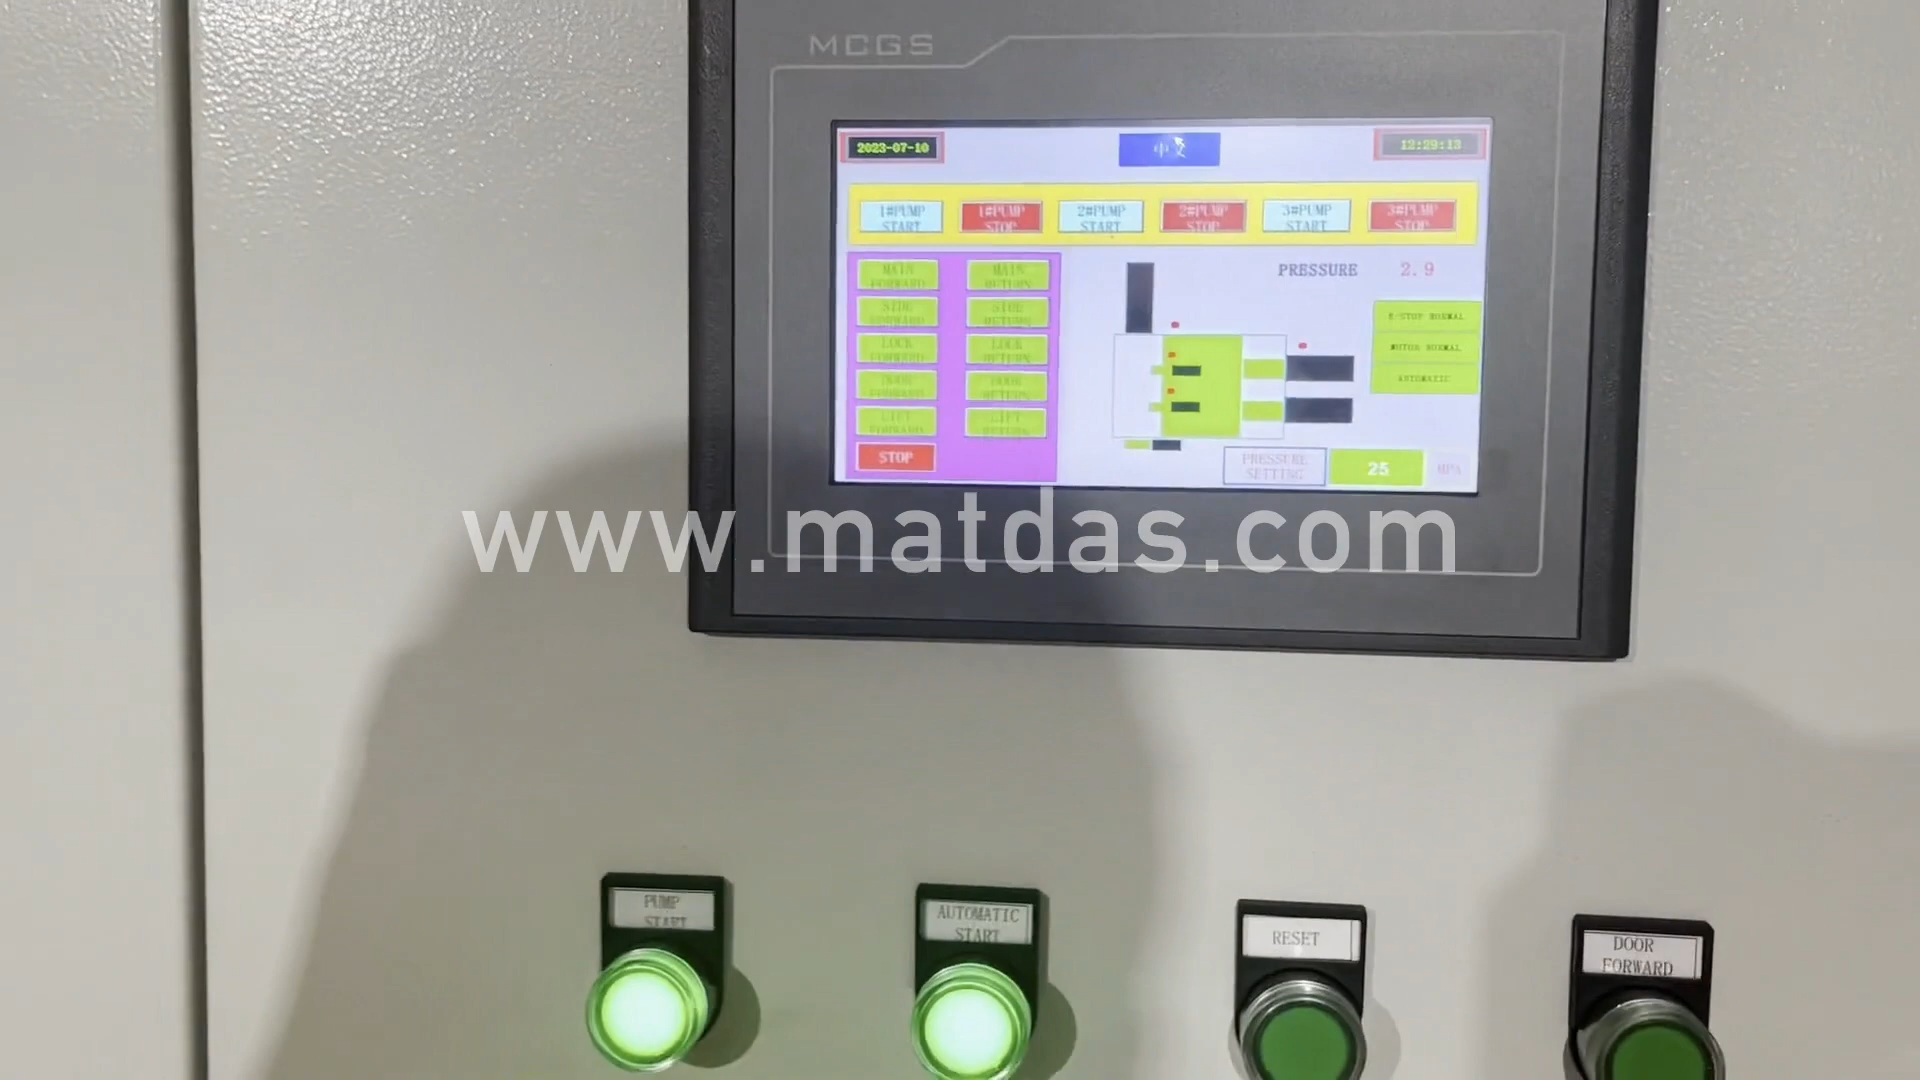 MCGS
2023-07-10
中文
12:29:13
1#PUMP START
1#PUMP STOP
2#PUMP START
2#PUMP STOP
3#PUMP START
3#PUMP STOP
MAIN FORWARD
MAIN RETURN
SIDE FORWARD
SIDE RETURN
LOCK FORWARD
LOCK RETURN
DOOR FORWARD
DOOR RETURN
LIFT FORWARD
LIFT RETURN
STOP
PRESSURE 2.9
E-STOP NORMAL
MOTOR NORMAL
AUTOMATIC
PRESSURE SETTING
25
MPA
www.matdas.com
PUMP
START
AUTOMATIC
START
RESET
DOOR
FORWARD